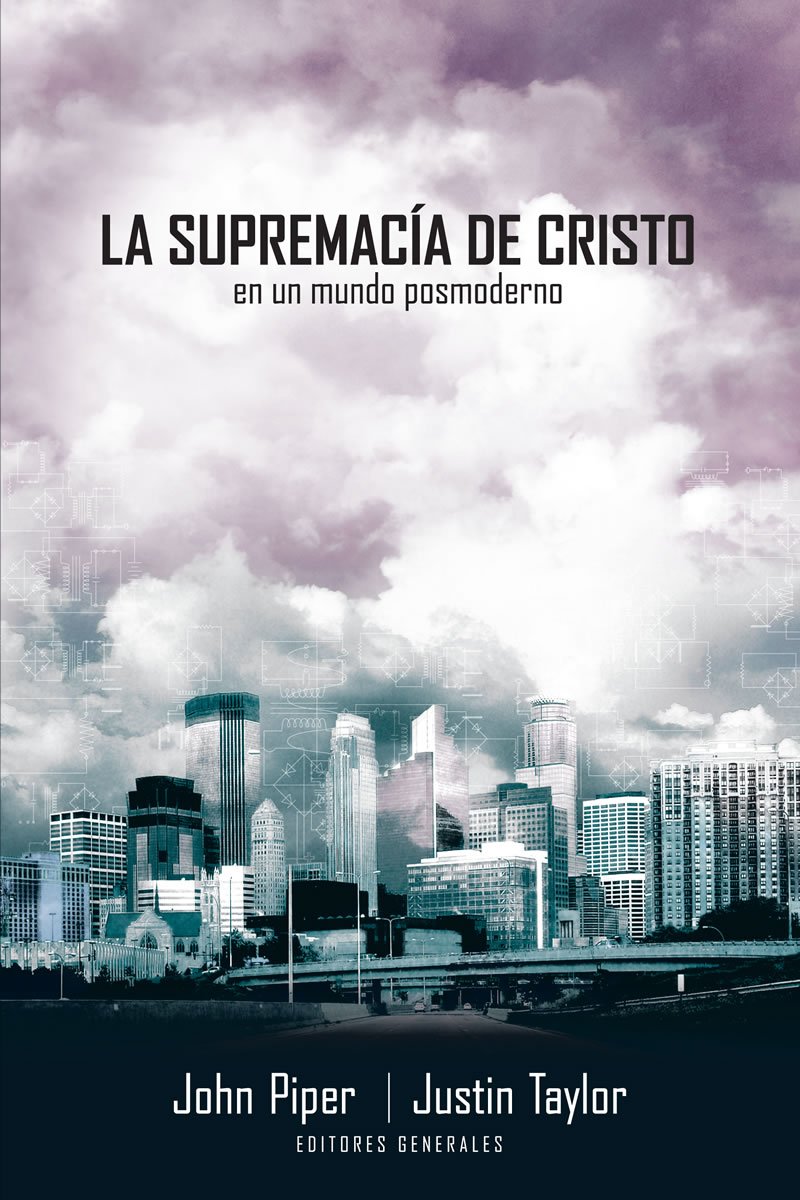 LA SUPREMACÍA DE CRISTO
en un mundo posmoderno
John Piper | Justin Taylor
EDITORES GENERALES